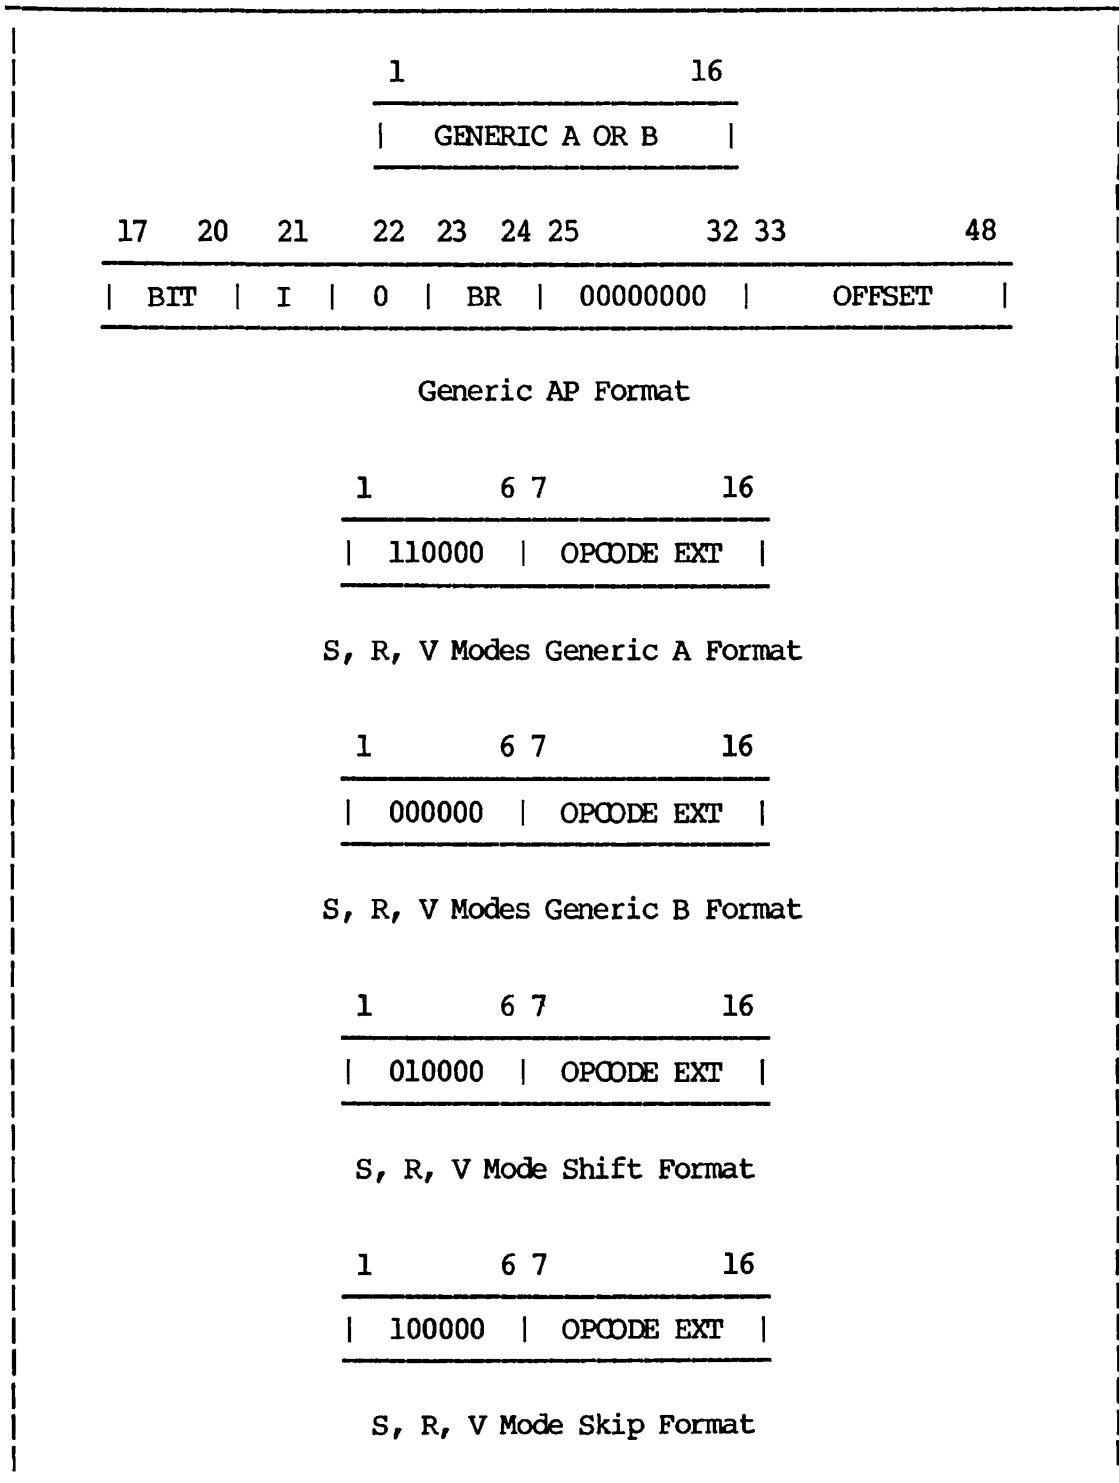 1 16
| GENERIC A OR B |
17 20 21 22 23 24 25 32 33 48
| BIT | I | 0 | BR | 00000000 | OFFSET |
Generic AP Format
1 6 7 16
| 110000 | OPCODE EXT |
S, R, V Modes Generic A Format
1 6 7 16
| 000000 | OPCODE EXT |
S, R, V Modes Generic B Format
1 6 7 16
| 010000 | OPCODE EXT |
S, R, V Mode Shift Format
1 6 7 16
| 100000 | OPCODE EXT |
S, R, V Mode Skip Format